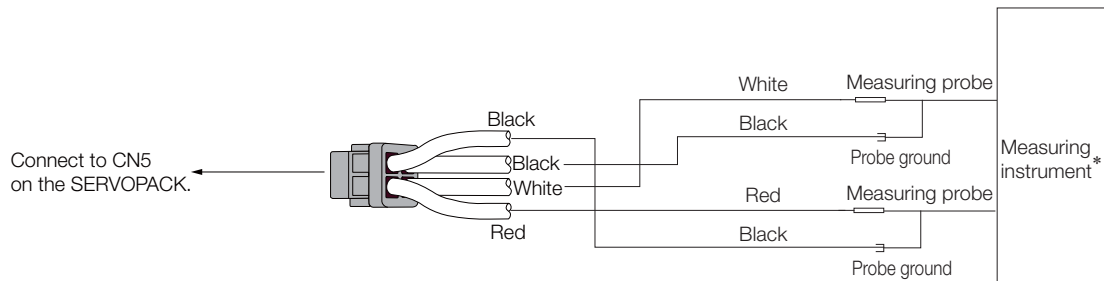 White
Measuring probe
Black
Black
Probe ground
Connect to CN5
on the SERVOPACK.
Black
White
Measuring
instrument*
Red
Measuring probe
Red
Black
Probe ground